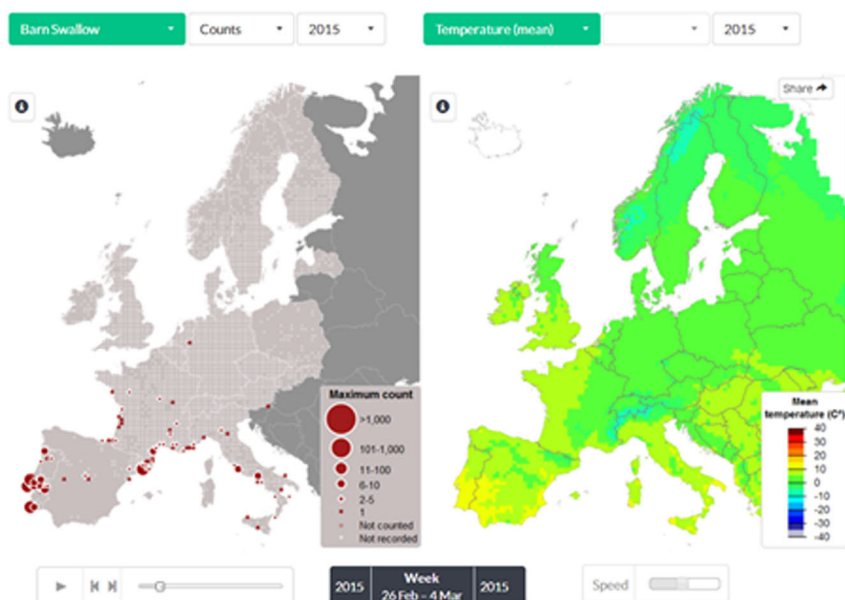 Barn Swallow
Counts
2015
Temperature (mean)
2015
Share
Maximum count
>1,000
101-1,000
11-100
6-10
2-5
1
Not counted
Not recorded
Mean
temperature (C°)
40
30
20
10
0
-10
-20
-30
-40
2015
Week
26 Feb – 4 Mar
2015
Speed